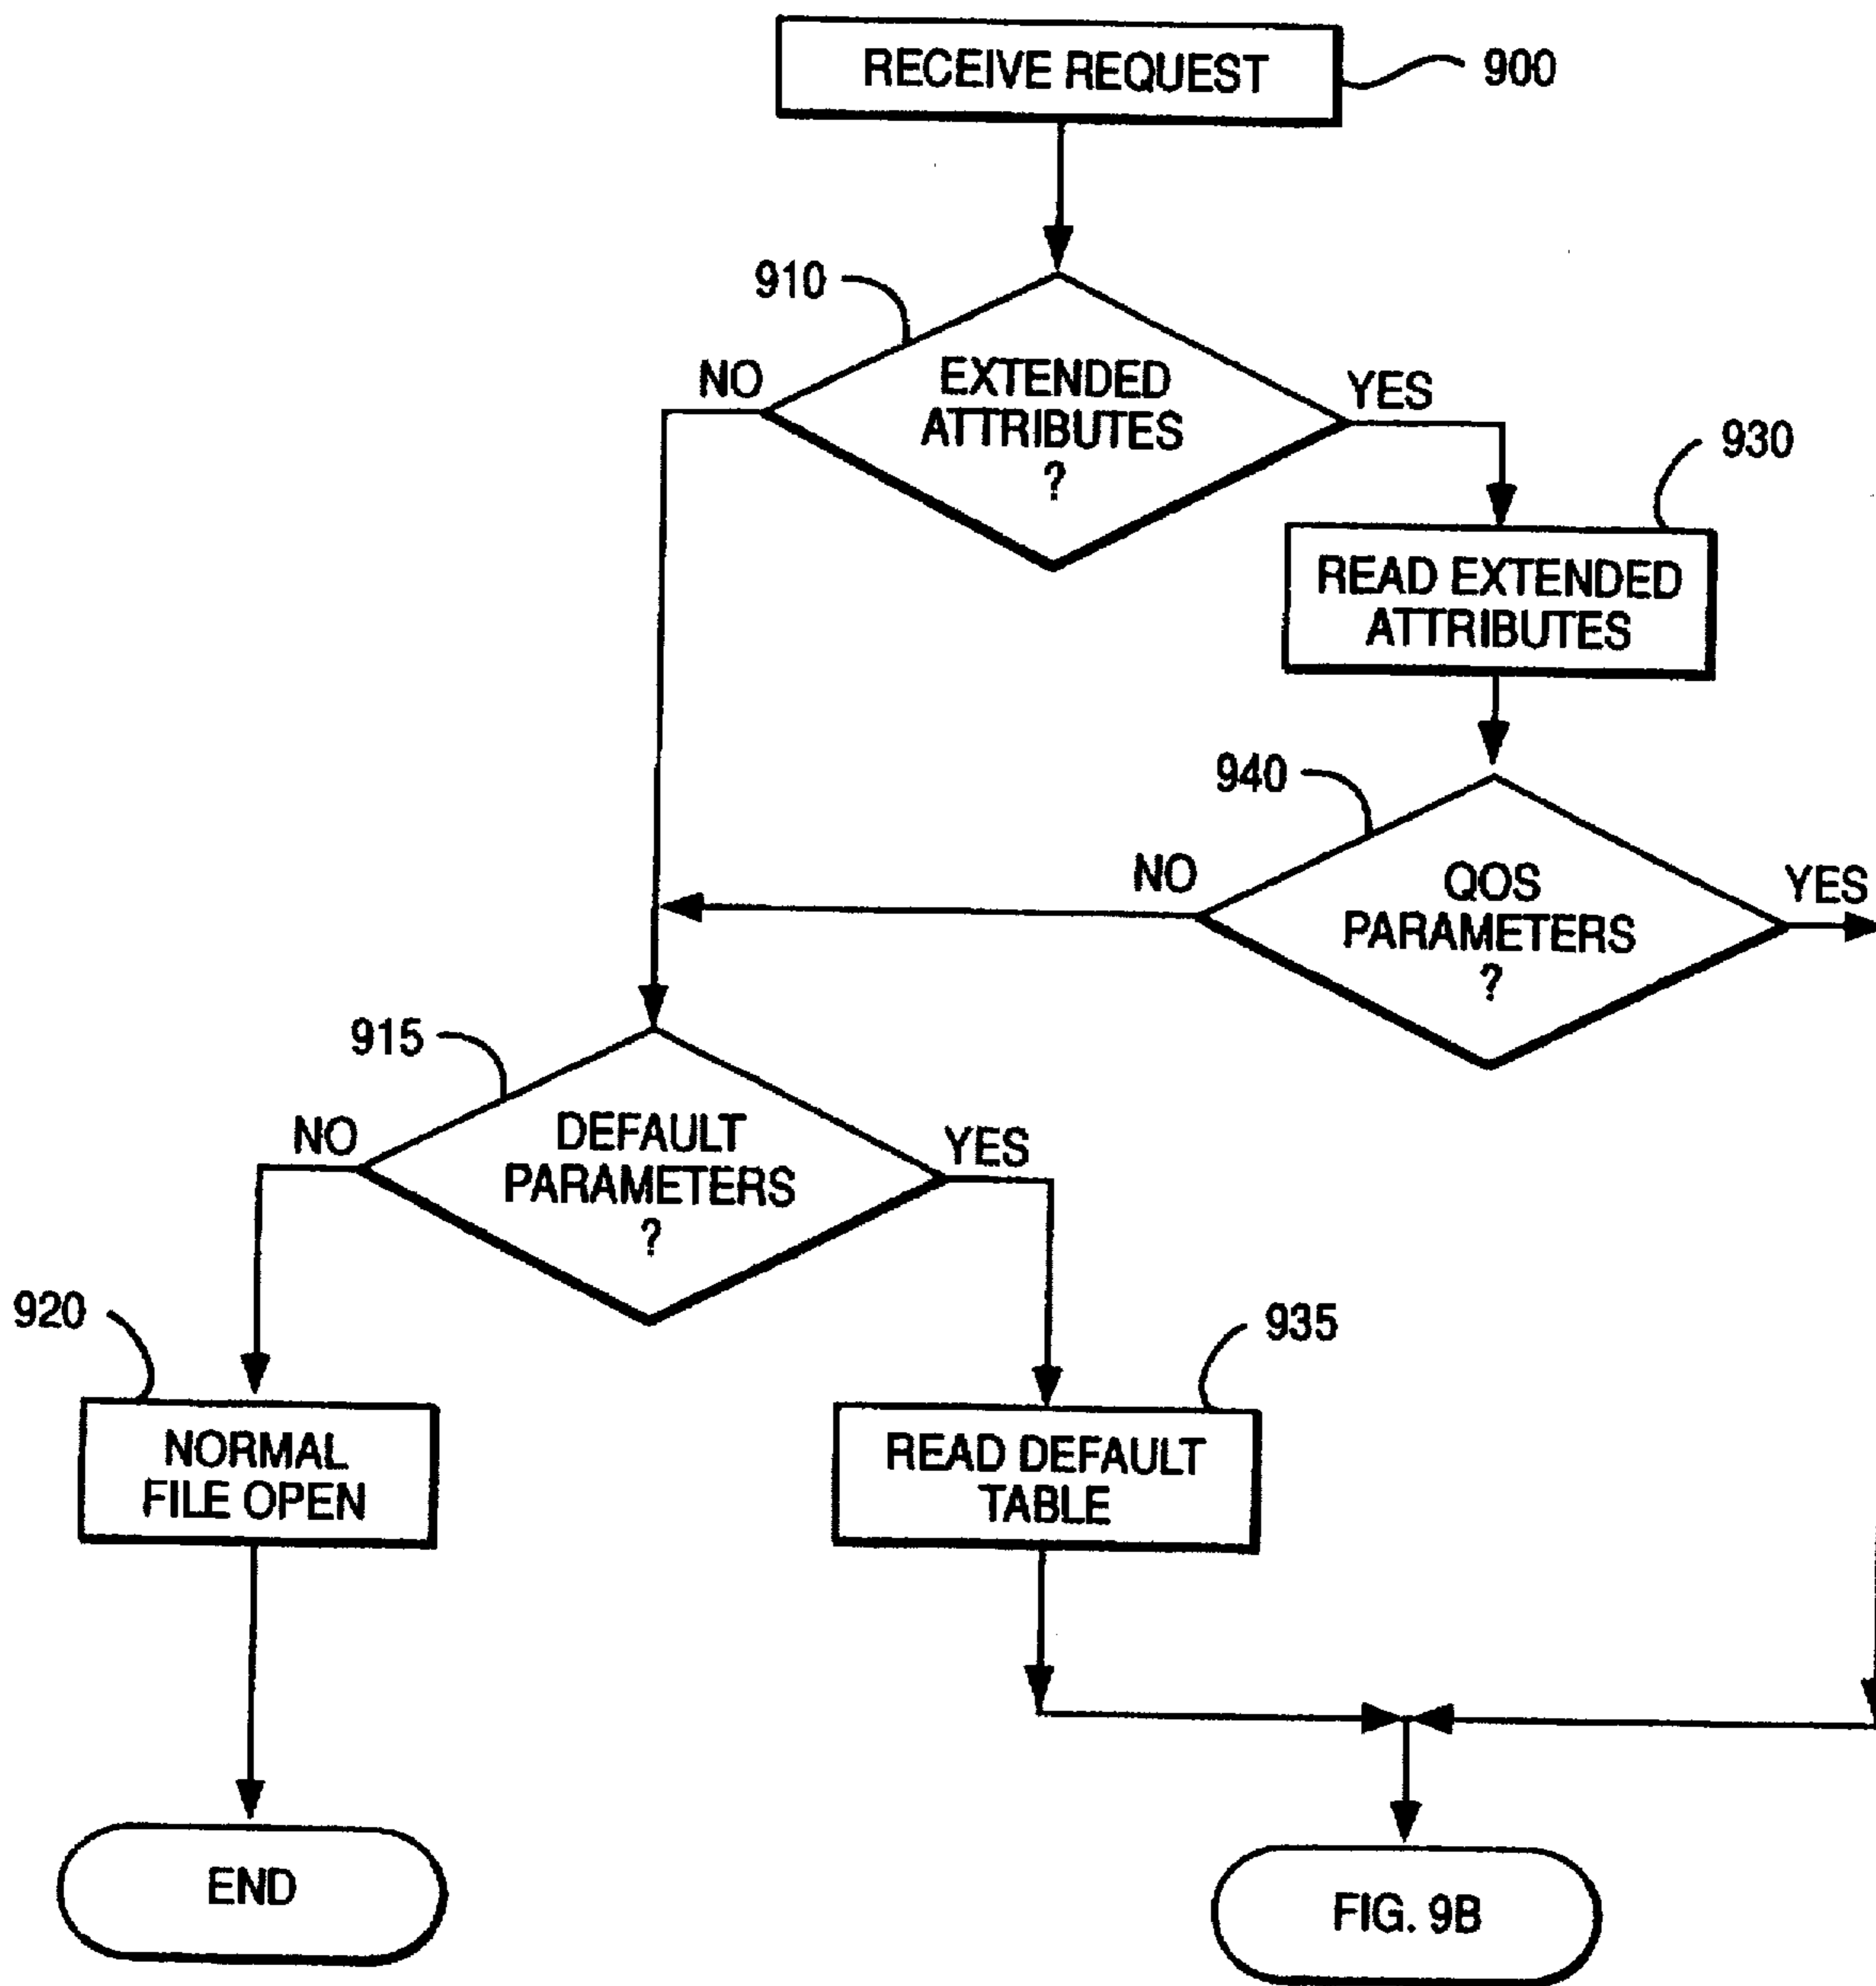 RECEIVE REQUEST
900
910
NO
EXTENDED
ATTRIBUTES
?
YES
930
READ EXTENDED
ATTRIBUTES
940
NO
QOS
PARAMETERS
?
YES
915
NO
DEFAULT
PARAMETERS
?
YES
920
NORMAL
FILE OPEN
935
READ DEFAULT
TABLE
END
FIG. 9B